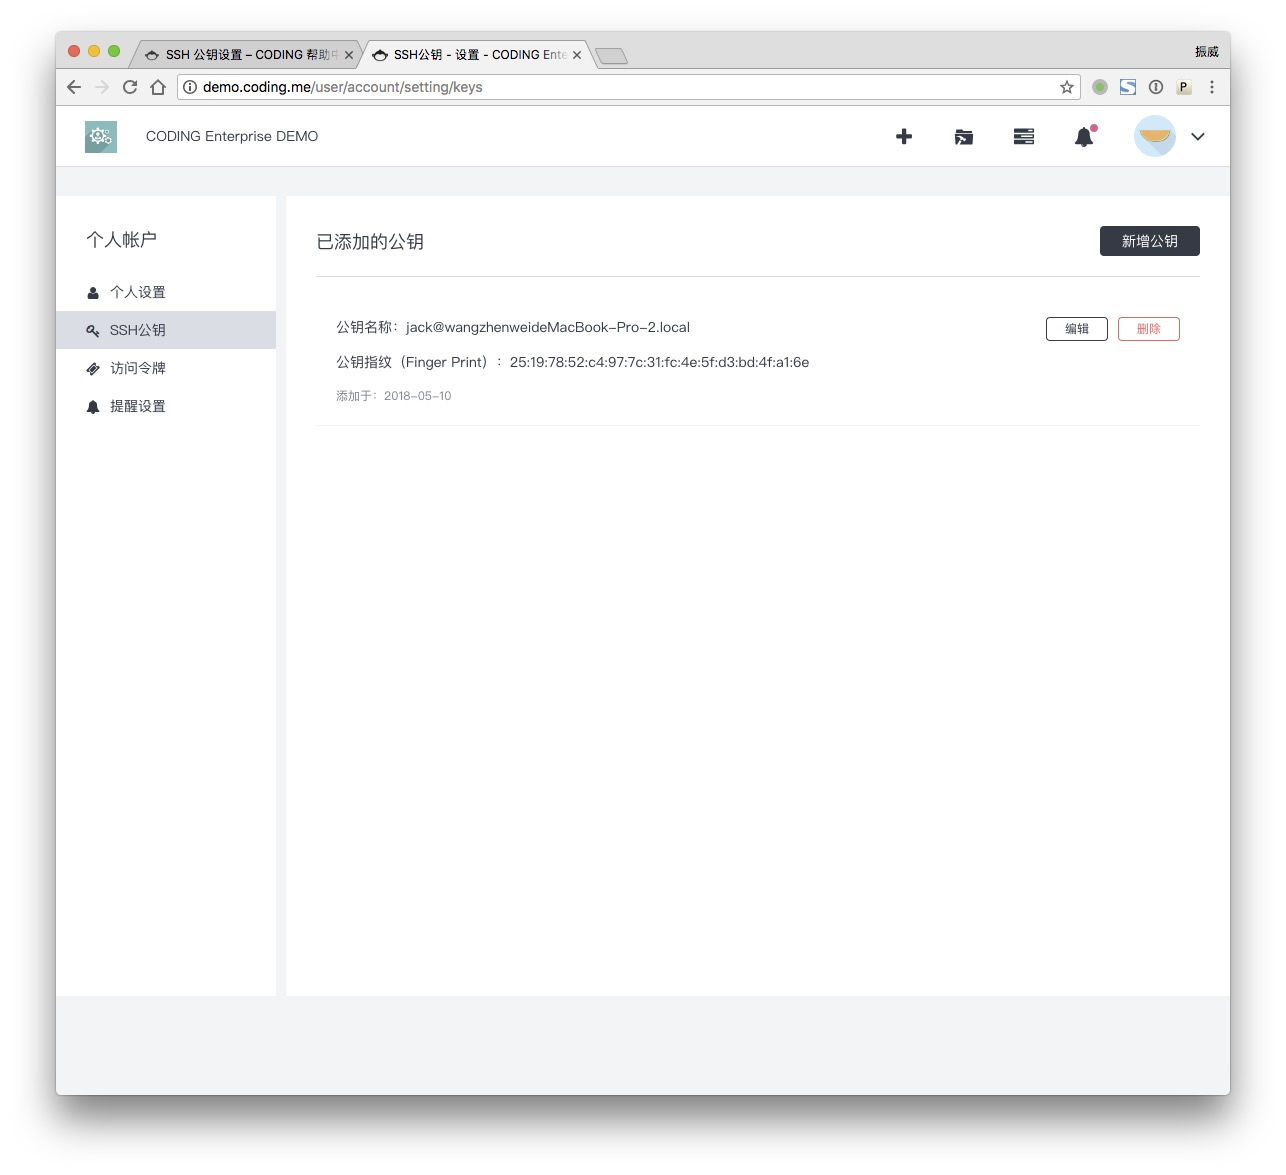 SSH 公钥设置 – CODING 帮助中
SSH公钥 - 设置 - CODING Ente
振威
demo.coding.me/user/account/setting/keys
P
CODING Enterprise DEMO
个人帐户
个人设置
SSH公钥
访问令牌
提醒设置
已添加的公钥
新增公钥
公钥名称：jack@wangzhenweideMacBook-Pro-2.local
编辑
删除
公钥指纹（Finger Print）：25:19:78:52:c4:97:7c:31:fc:4e:5f:d3:bd:4f:a1:6e
添加于：2018-05-10